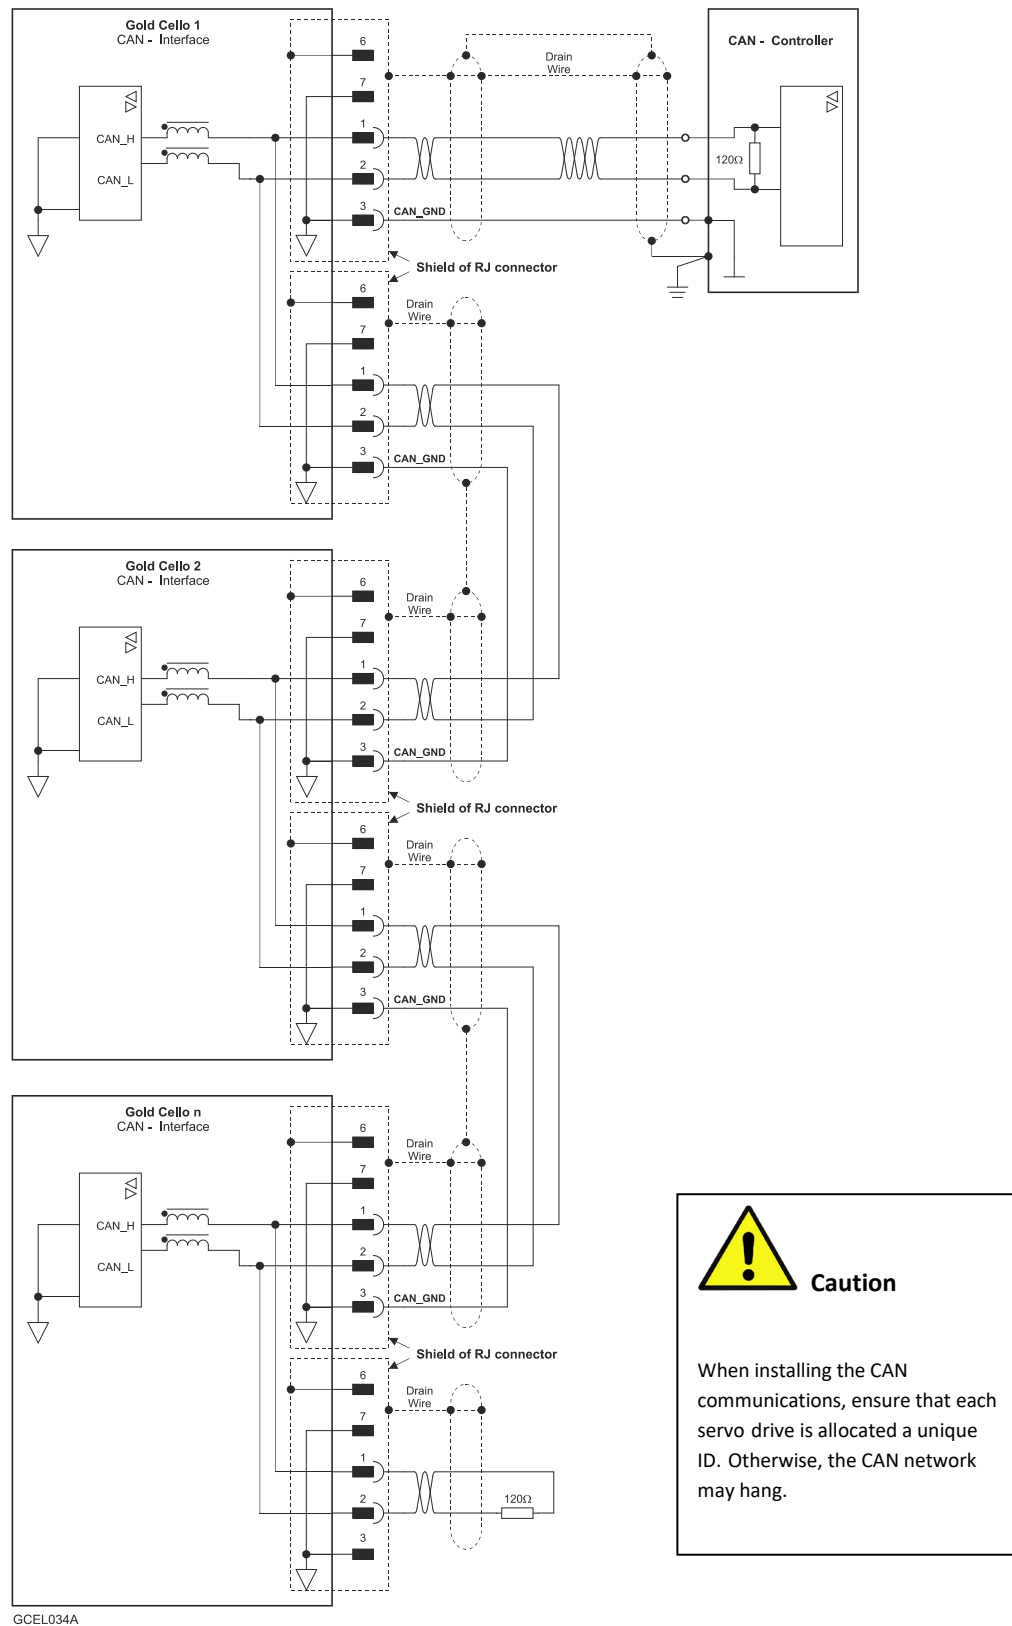 Gold Cello 1
CAN - Interface
CAN_H
CAN_L
6
7
1
2
3
CAN_GND
Drain
Wire
CAN - Controller
120Ω
Shield of RJ connector
6
7
1
2
3
CAN_GND
Drain
Wire
Gold Cello 2
CAN - Interface
CAN_H
CAN_L
6
7
1
2
3
CAN_GND
Drain
Wire
Shield of RJ connector
6
7
1
2
3
CAN_GND
Drain
Wire
Gold Cello n
CAN - Interface
CAN_H
CAN_L
6
7
1
2
3
CAN_GND
Drain
Wire
Shield of RJ connector
6
7
1
2
3
Drain
Wire
120Ω
GCEL034A
Caution
When installing the CAN
communications, ensure that each
servo drive is allocated a unique
ID. Otherwise, the CAN network
may hang.